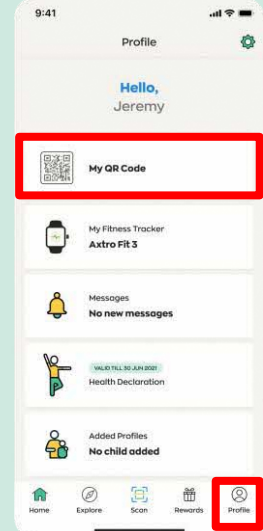 9:41
Profile
Hello,
Jeremy
My QR Code
My Fitness Tracker
Axtro Fit 3
Messages
No new messages
VALID TILL 30 JUN 2021
Health Declaration
Added Profiles
No child added
Home Explore Scan Rewards Profile